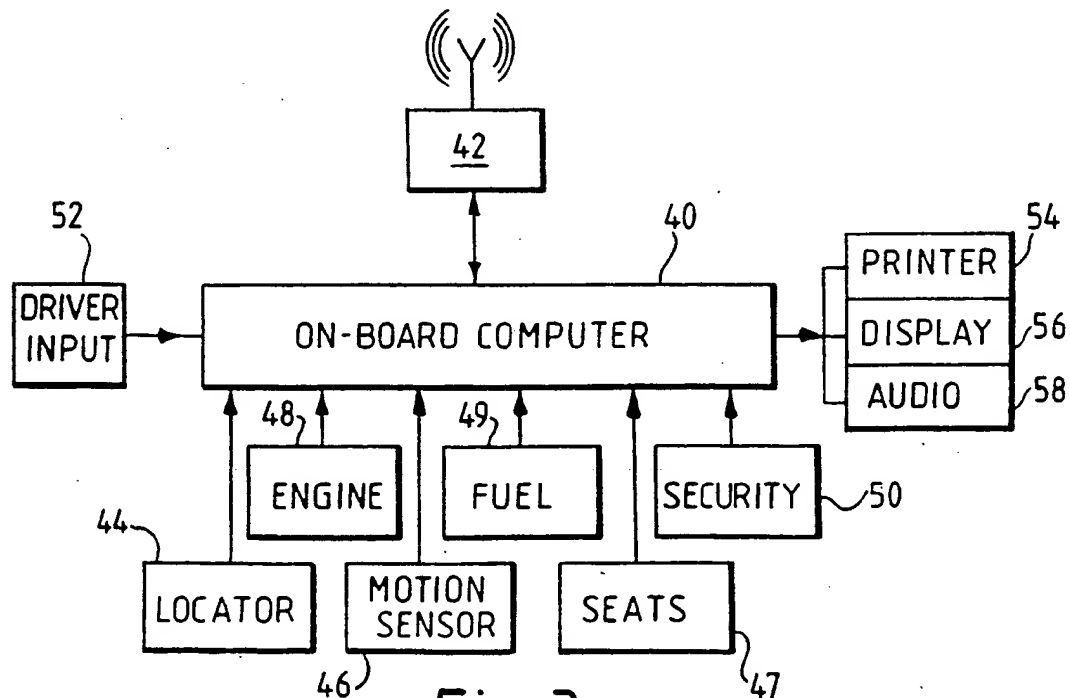 42
52
40
54
DRIVER
INPUT
ON-BOARD COMPUTER
PRINTER
DISPLAY
56
AUDIO
58
48
49
ENGINE
FUEL
SECURITY
50
44
LOCATOR
MOTION
SENSOR
SEATS
46
47